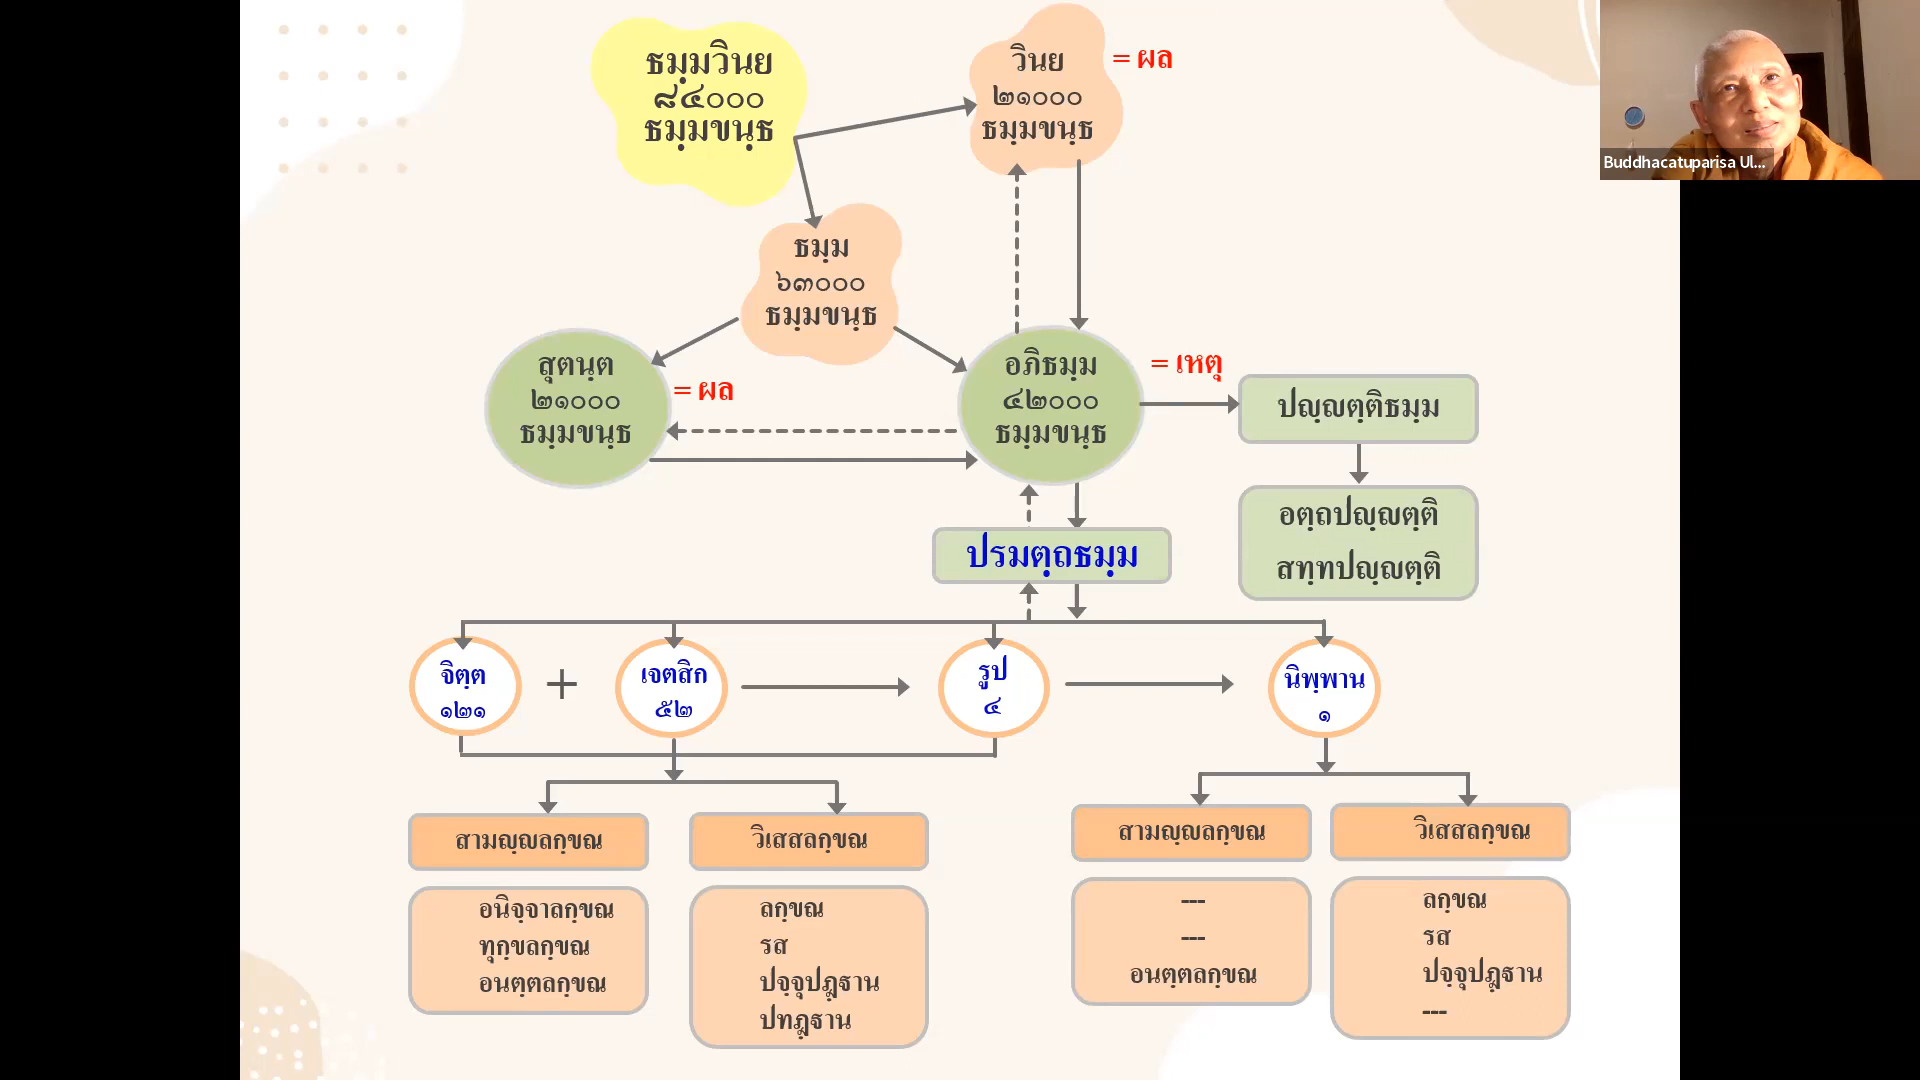 ธมฺมวินย
๘๔๐๐๐
ธมฺมขนฺธ
วินย
๒๑๐๐๐
ธมฺมขนฺธ
= ผล
Buddhacatuparisa Ul...
ธมฺม
๖๓๐๐๐
ธมฺมขนฺธ
สุตนฺต
๒๑๐๐๐
ธมฺมขนฺธ
= ผล
อภิธมฺม
๔๒๐๐๐
ธมฺมขนฺธ
= เหตุ
ปญฺญตฺติธมฺม
อตฺถปญฺญตฺติ
สทฺทปญฺญตฺติ
ปรมตฺถธมฺม
จิตฺต
๑๒๑
+
เจตสิก
๕๒
รูป
๔
นิพฺพาน
๑
สามญฺญลกฺขณ
อนิจฺจาลกฺขณ
ทุกฺขลกฺขณ
อนตฺตลกฺขณ
วิเสสลกฺขณ
ลกฺขณ
รส
ปจฺจุปฏฺฐาน
ปทฏฺฐาน
สามญฺญลกฺขณ
---
---
อนตฺตลกฺขณ
วิเสสลกฺขณ
ลกฺขณ
รส
ปจฺจุปฏฺฐาน
---